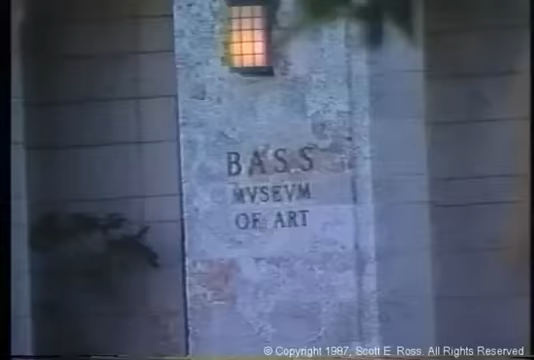 BASS
MVSEVM
OF ART
© Copyright 1987, Scott E. Ross. All Rights Reserved.